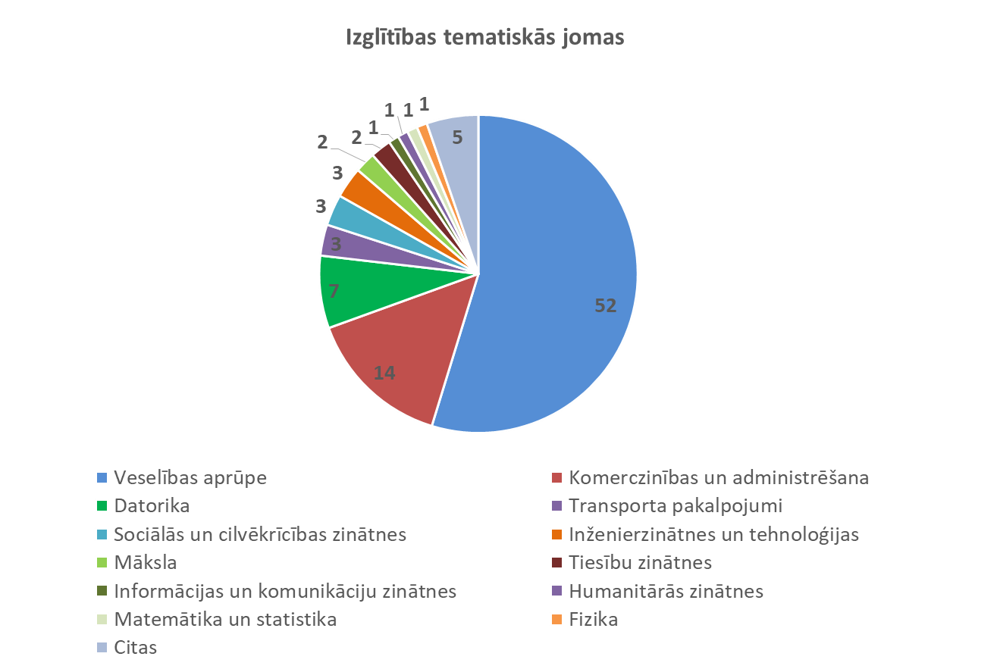 Izglītības tematiskās jomas
1 1 1
1
2
2
3
3
3
7
14
52
5
Veselības aprūpe
Komerczinības un administrēšana
Datorika
Transporta pakalpojumi
Sociālās un cilvēkrīcības zinātnes
Inženierzinātnes un tehnoloģijas
Māksla
Tiesību zinātnes
Informācijas un komunikāciju zinātnes
Humanitārās zinātnes
Matemātika un statistika
Fizika
Citas